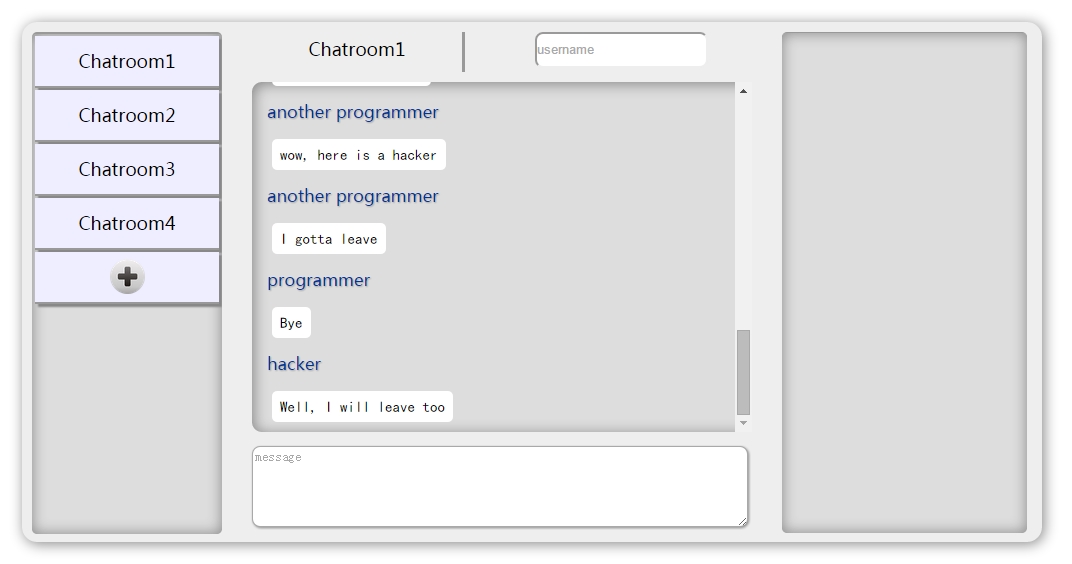 Chatroom1
Chatroom2
Chatroom3
Chatroom4
Chatroom1
username
another programmer
wow, here is a hacker
another programmer
I gotta leave
programmer
Bye
hacker
Well, I will leave too
message